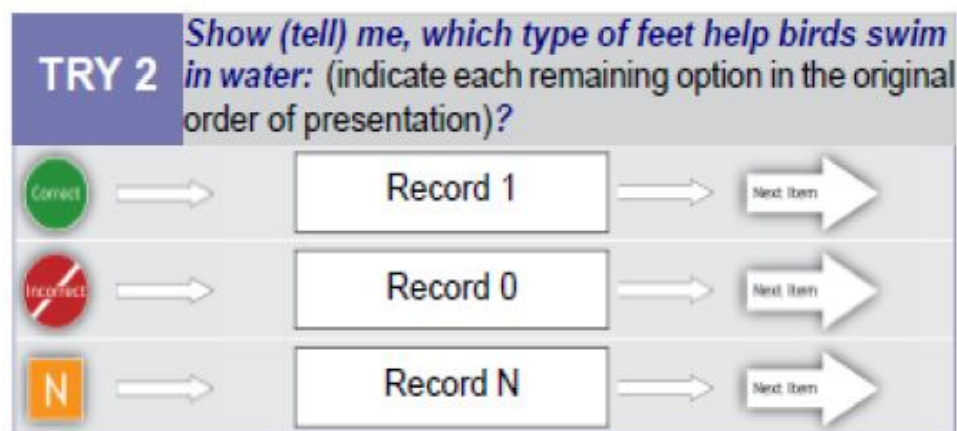 TRY 2
Show (tell) me, which type of feet help birds swim
in water: (indicate each remaining option in the original
order of presentation)?
Correct Record 1 Next Item
Incorrect Record 0 Next Item
N Record N Next Item